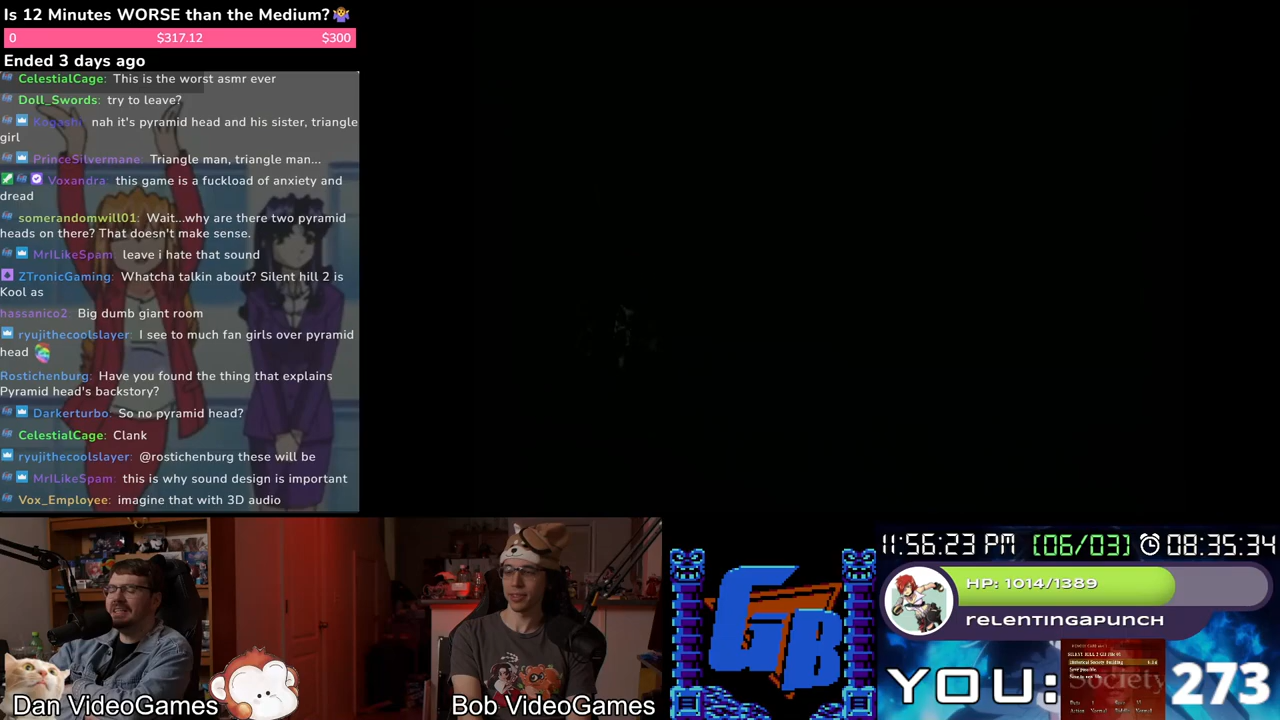 Is 12 Minutes WORSE than the Medium?🤷‍♀️
0 $317.12 $300
Ended 3 days ago
CelestialCage: This is the worst asmr ever
Doll_Swords: try to leave?
Kogashi: nah it's pyramid head and his sister, triangle
girl
PrinceSilvermane: Triangle man, triangle man...
Voxandra: this game is a fuckload of anxiety and
dread
somerandomwill01: Wait...why are there two pyramid
heads on there? That doesn't make sense.
MrILikeSpam: leave i hate that sound
ZTronicGaming: Whatcha talkin about? Silent hill 2 is
Kool as
hassanico2: Big dumb giant room
ryujithecoolslayer: I see to much fan girls over pyramid
head
Rostichenburg: Have you found the thing that explains
Pyramid head's backstory?
Darkerturbo: So no pyramid head?
CelestialCage: Clank
ryujithecoolslayer: @rostichenburg these will be
MrILikeSpam: this is why sound design is important
Vox_Employee: imagine that with 3D audio
Dan VideoGames
Bob VideoGames
GB
11:56:23 PM [06/03] 08:35:34
HP: 1014/1389
RELENTINGAPUNCH
YOU:
Society
273